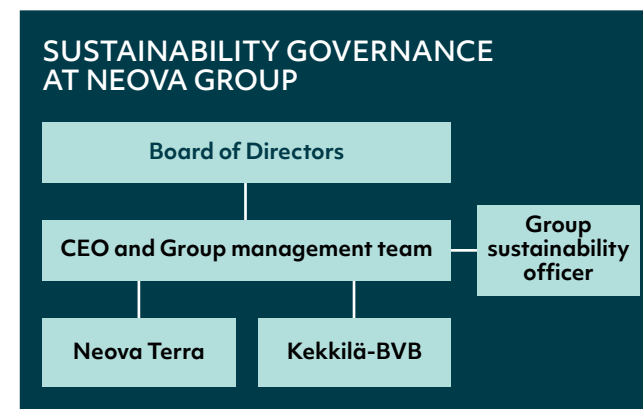 SUSTAINABILITY GOVERNANCE
AT NEOVA GROUP
Board of Directors
CEO and Group management team
Group
sustainability
officer
Neova Terra
Kekkilä-BVB